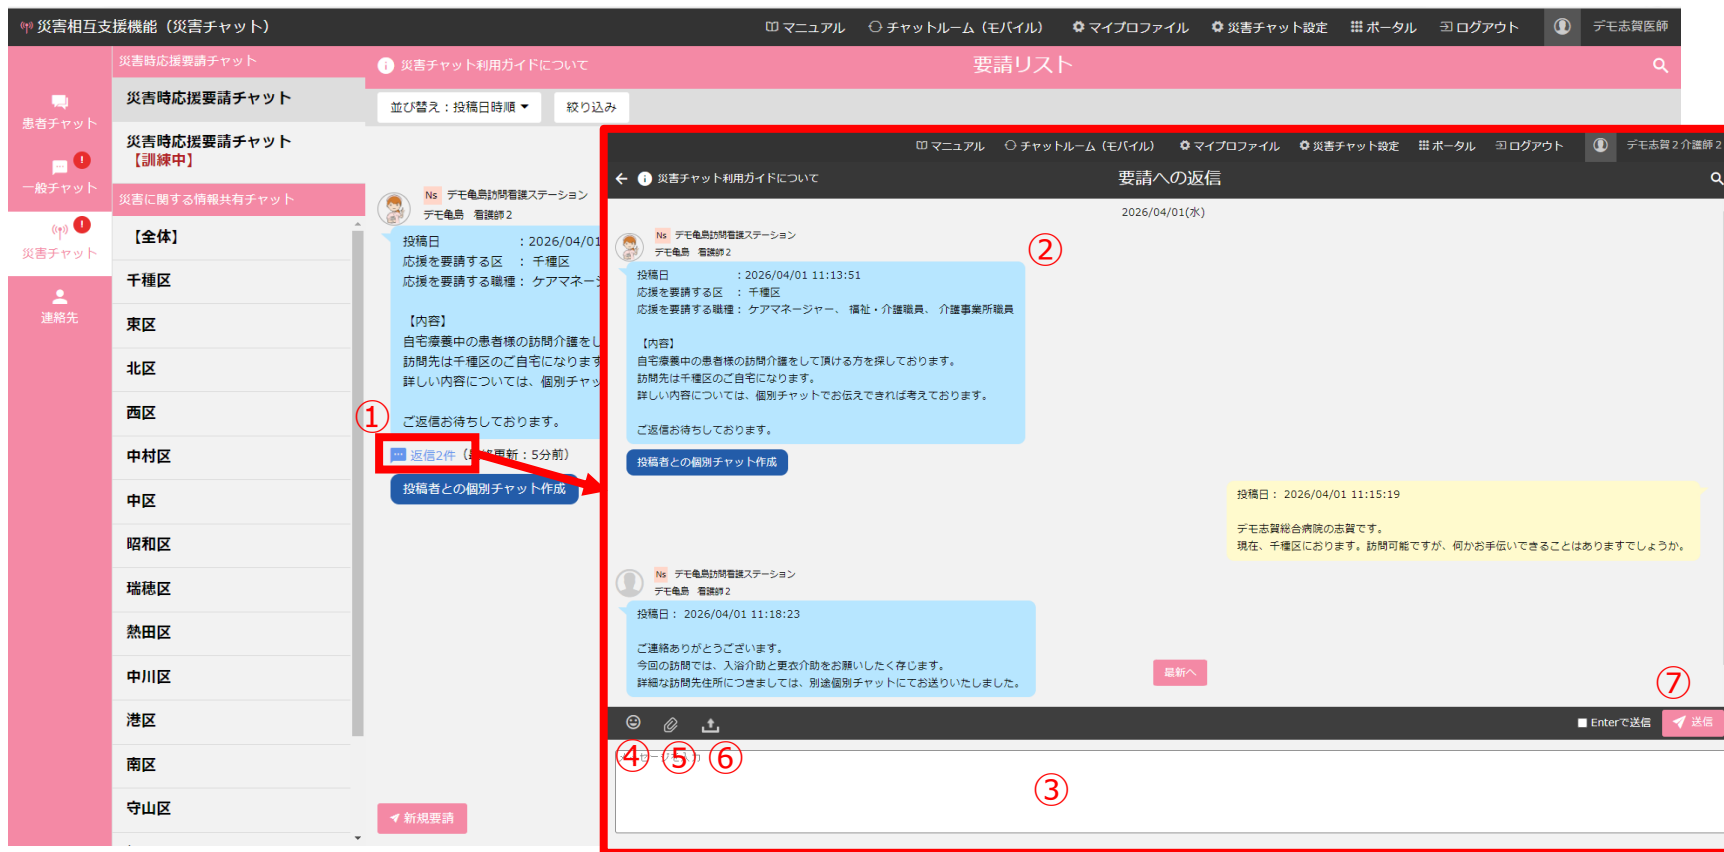 災害相互支援機能（災害チャット）
マニュアル
チャットルーム（モバイル）
マイプロファイル
災害チャット設定
ポータル
ログアウト
デモ志賀医師
患者チャット
一般チャット
災害チャット
連絡先
災害時応援要請チャット
災害時応援要請チャット
災害時応援要請チャット
【訓練中】
災害に関する情報共有チャット
【全体】
千種区
東区
北区
西区
中村区
中区
昭和区
瑞穂区
熱田区
中川区
港区
南区
守山区
災害チャット利用ガイドについて
要請リスト
並び替え：投稿日時順
絞り込み
Ns デモ亀島訪問看護ステーション
デモ亀島 看護師２
投稿日 ：2026/04/01
応援を要請する区 ： 千種区
応援を要請する職種： ケアマネー
【内容】
自宅療養中の患者様の訪問介護をし
訪問先は千種区のご自宅になります
詳しい内容については、個別チャッ
ご返信お待ちしております。
①
返信2件（最終更新：5分前）
投稿者との個別チャット作成
新規要請
マニュアル
チャットルーム（モバイル）
マイプロファイル
災害チャット設定
ポータル
ログアウト
デモ志賀２介護師２
災害チャット利用ガイドについて
要請への返信
2026/04/01(水)
②
Ns デモ亀島訪問看護ステーション
デモ亀島 看護師２
投稿日 ：2026/04/01 11:13:51
応援を要請する区 ： 千種区
応援を要請する職種： ケアマネージャー、 福祉・介護職員、 介護事業所職員
【内容】
自宅療養中の患者様の訪問介護をして頂ける方を探しております。
訪問先は千種区のご自宅になります。
詳しい内容については、個別チャットでお伝えできれば考えております。
ご返信お待ちしております。
投稿者との個別チャット作成
投稿日： 2026/04/01 11:15:19
デモ志賀総合病院の志賀です。
現在、千種区におります。訪問可能ですが、何かお手伝いできることはありますでしょうか。
Ns デモ亀島訪問看護ステーション
デモ亀島 看護師２
投稿日： 2026/04/01 11:18:23
ご連絡ありがとうございます。
今回の訪問では、入浴介助と更衣介助をお願いしたく存じます。
詳細な訪問先住所につきましては、別途個別チャットにてお送りいたしました。
最新へ
⑦
Enterで送信
送信
④ ⑤ ⑥
メッセージを入力
③